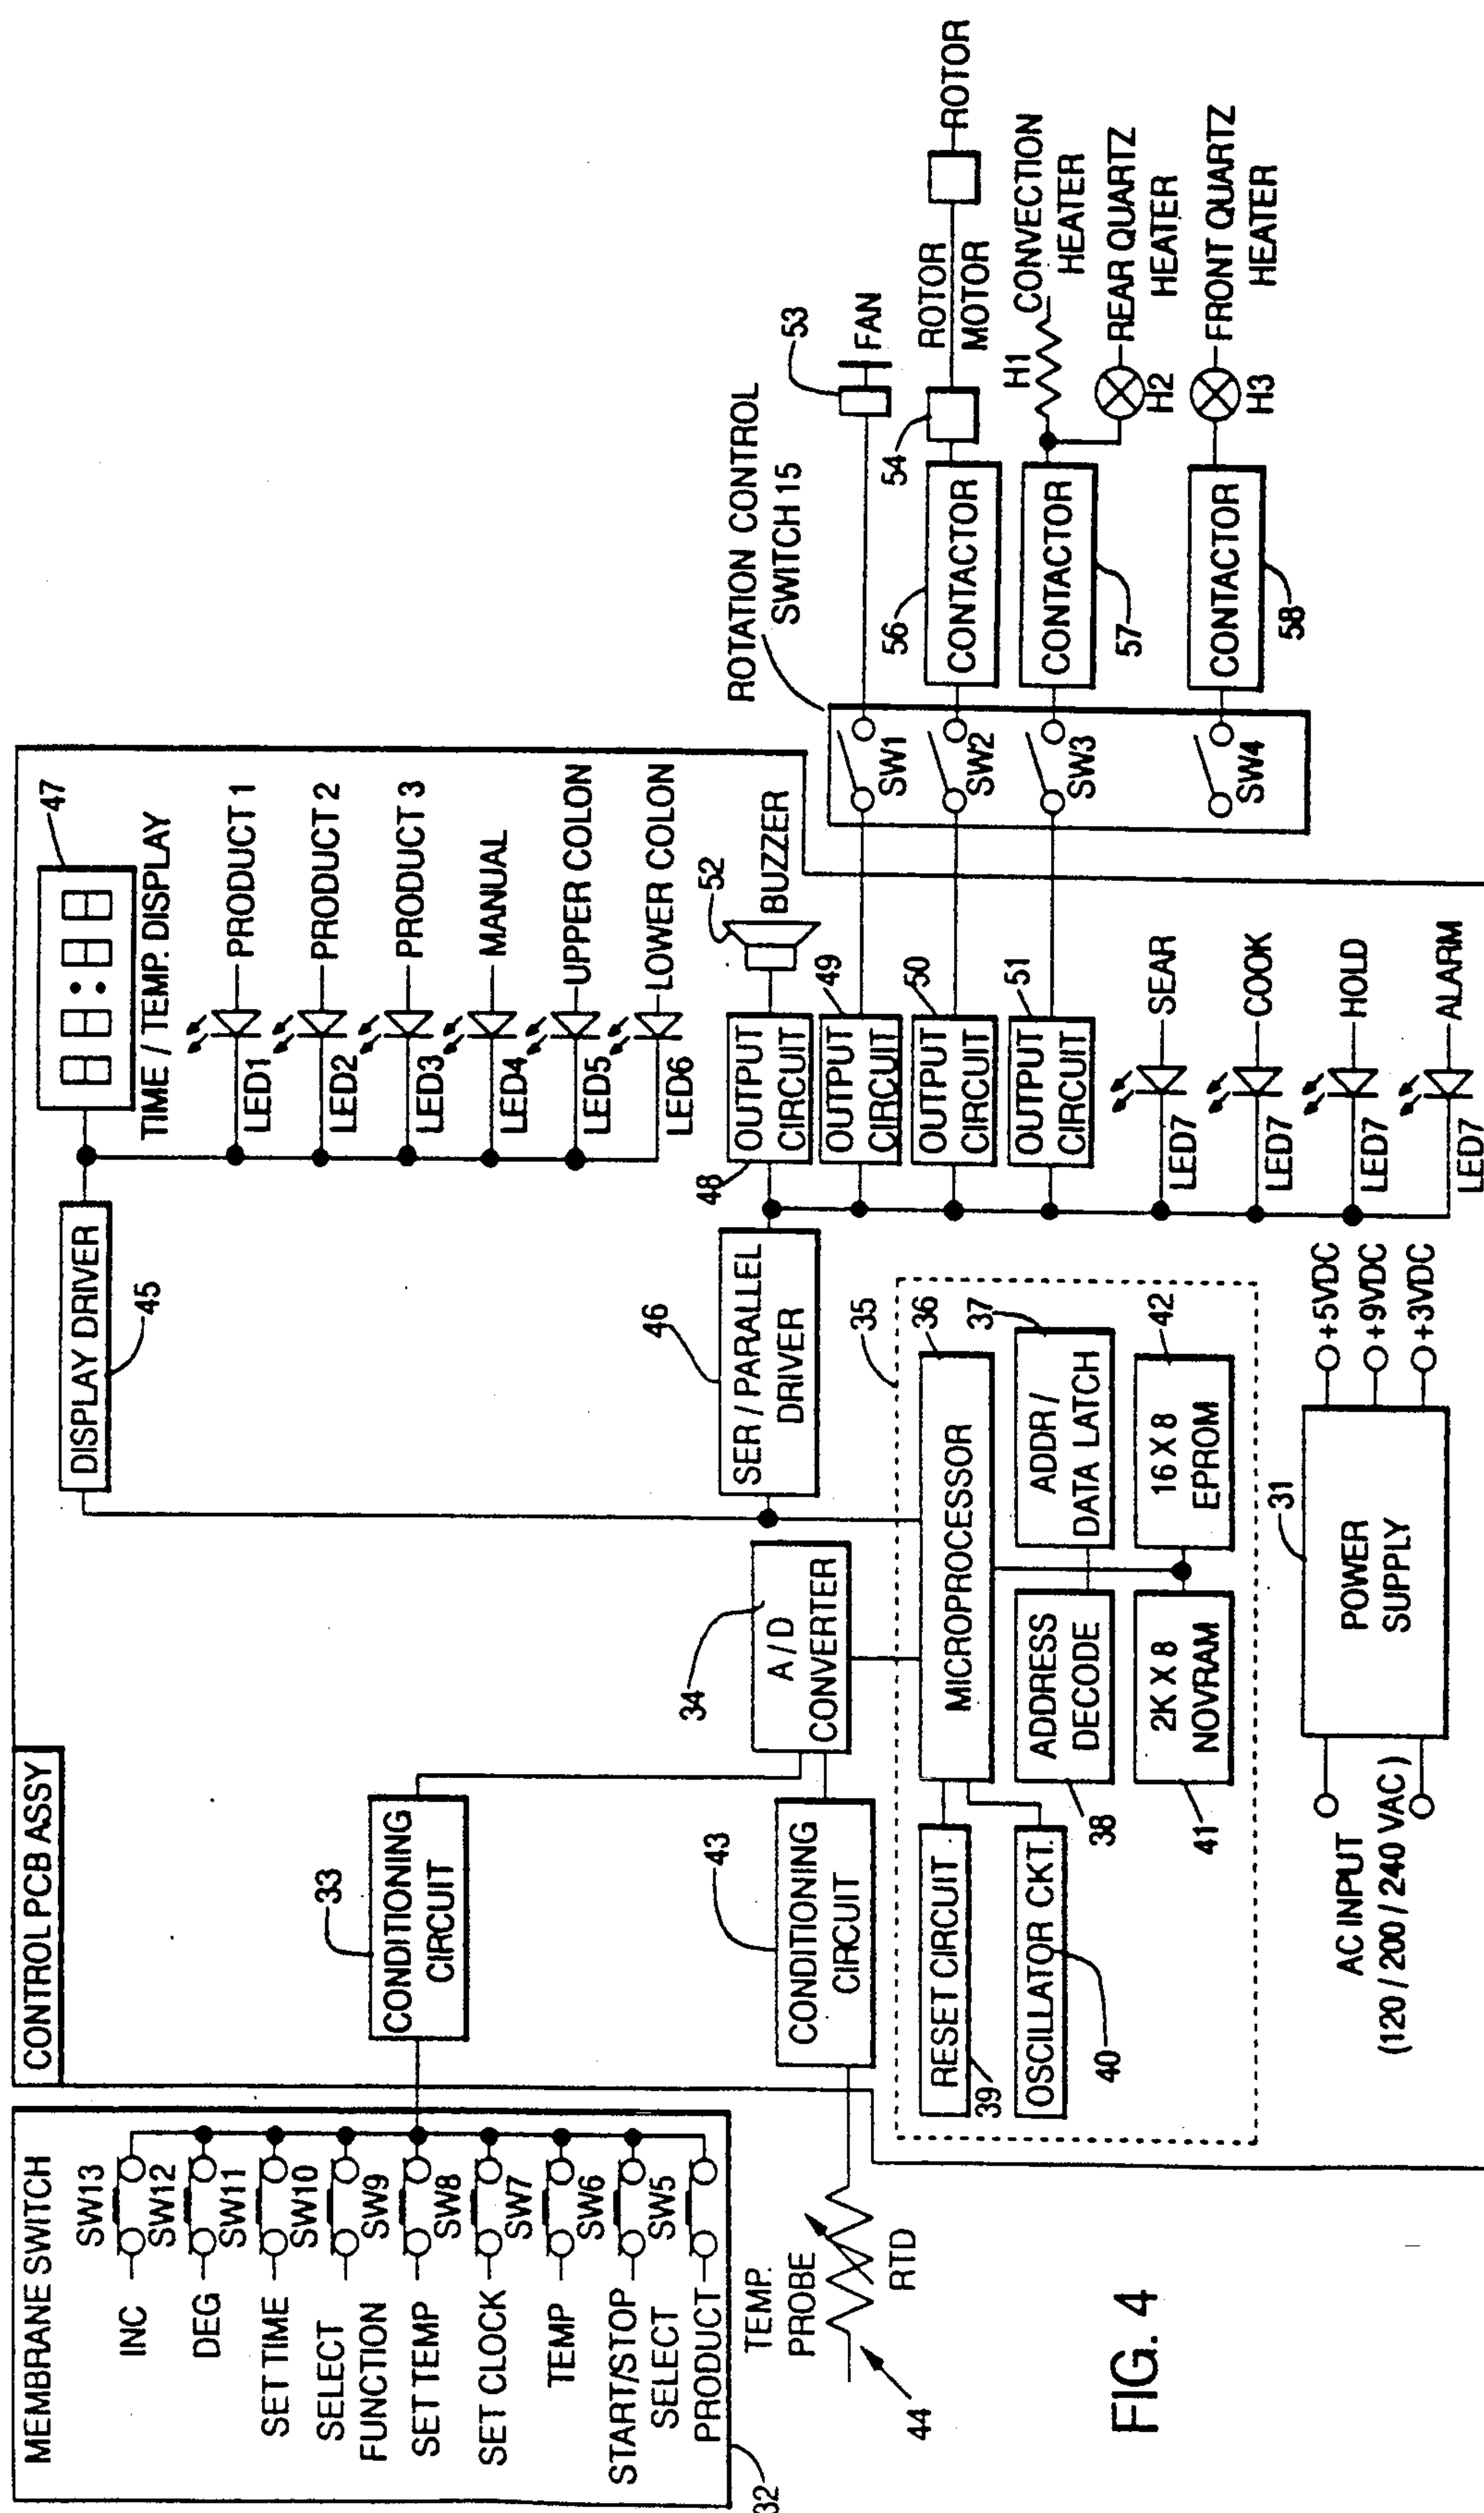 MEMBRANE SWITCH
SW13
INC
SW12
DEG
SW11
SET TIME
SW10
SELECT
FUNCTION
SW9
SET TEMP
SW8
SET CLOCK
SW7
TEMP
SW6
START/STOP
SW5
SELECT
PRODUCT
32
TEMP.
PROBE
RTD
44
CONTROL PCB ASSY
33
CONDITIONING
CIRCUIT
43
CONDITIONING
CIRCUIT
34
A/D
CONVERTER
DISPLAY DRIVER
45
46
SER/PARALLEL
DRIVER
35
36
MICROPROCESSOR
37
ADDR/
DATA LATCH
ADDRESS
DECODE
38
RESET CIRCUIT
39
OSCILLATOR CKT.
40
2K X 8
NOVRAM
41
16 X 8
EPROM
42
31
POWER
SUPPLY
AC INPUT
(120 / 200 / 240 VAC)
+5VDC
+9VDC
+3VDC
47
TIME / TEMP. DISPLAY
LED1
PRODUCT 1
LED2
PRODUCT 2
LED3
PRODUCT 3
LED4
MANUAL
LED5
UPPER COLON
LED6
LOWER COLON
48
OUTPUT
CIRCUIT
52
BUZZER
49
OUTPUT
CIRCUIT
50
OUTPUT
CIRCUIT
51
OUTPUT
CIRCUIT
LED7
SEAR
LED7
COOK
LED7
HOLD
LED7
ALARM
ROTATION CONTROL
SWITCH 15
SW1
SW2
SW3
SW4
53
FAN
54
56
CONTACTOR
ROTOR
MOTOR
ROTOR
CONTACTOR
57
H1
CONVECTION
HEATER
H2
REAR QUARTZ
HEATER
CONTACTOR
58
H3
FRONT QUARTZ
HEATER
FIG. 4